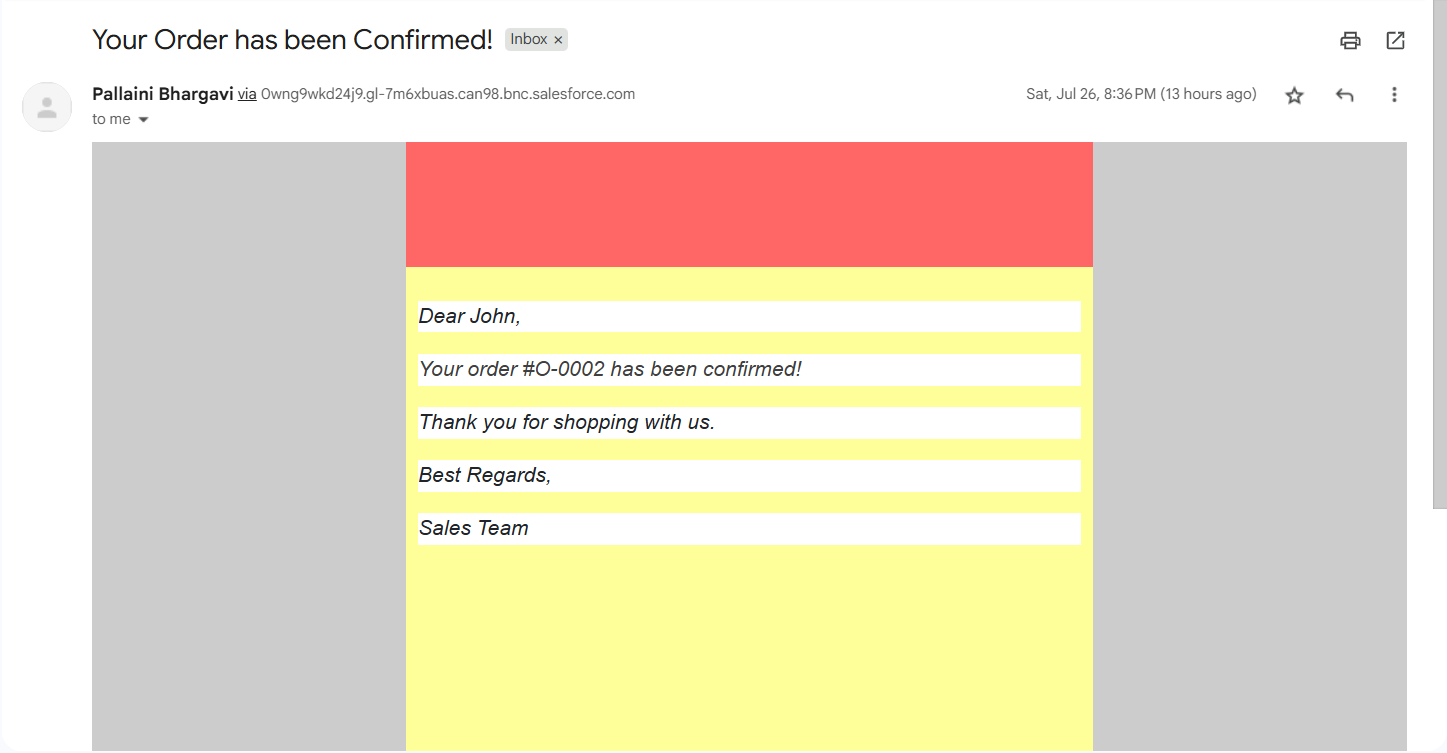 Your Order has been Confirmed! Inbox ×
Pallaini Bhargavi via 0wng9wkd24j9.gl-7m6xbuas.can98.bnc.salesforce.com Sat, Jul 26, 8:36 PM (13 hours ago)
to me
Dear John,
Your order #O-0002 has been confirmed!
Thank you for shopping with us.
Best Regards,
Sales Team